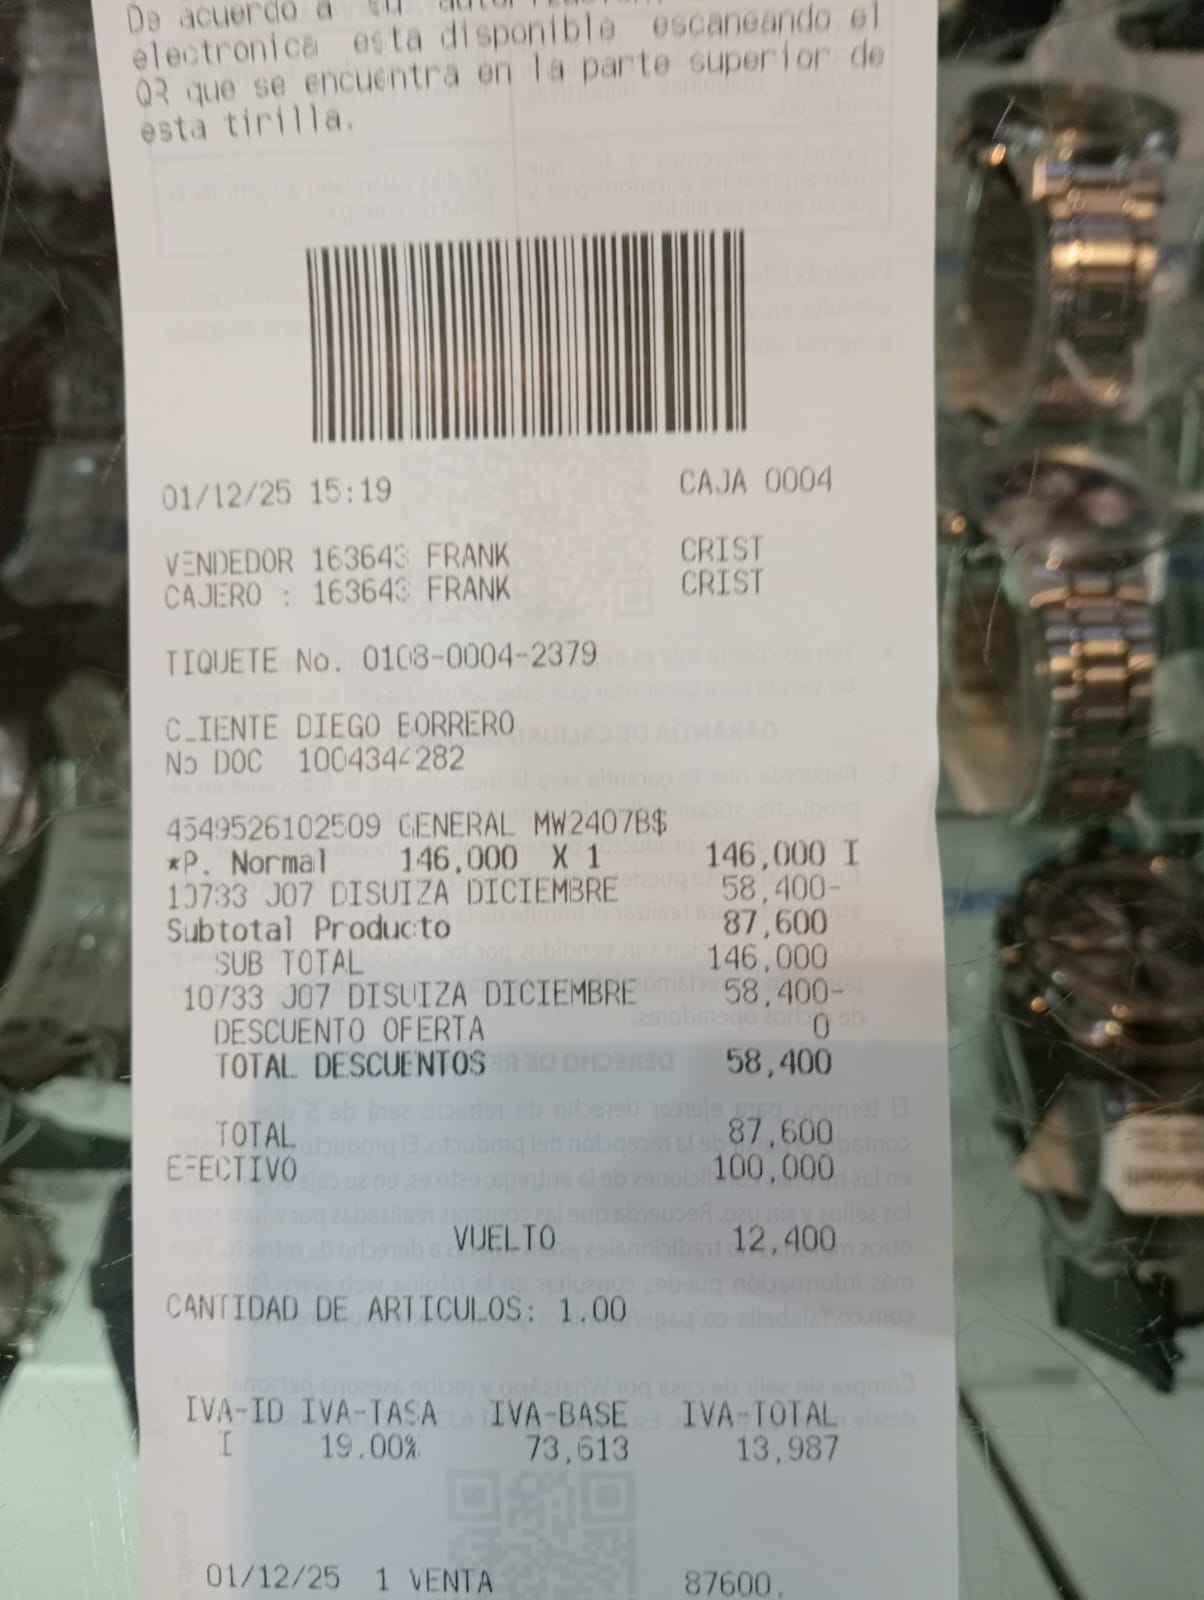 De acuerdo a su
electronica esta disponible escaneando el
QR que se encuentra en la parte superior de
esta tirilla.
01/12/25 15:19 CAJA 0004
VENDEDOR 163643 FRANK CRIST
CAJERO : 163643 FRANK CRIST
TIQUETE No. 0108-0004-2379
CLIENTE DIEGO BORRERO
No DOC 1004344282
4549526102509 GENERAL MW2407B$
*P. Normal 146,000 X 1 146,000 I
10733 J07 DISUIZA DICIEMBRE 58,400-
Subtotal Producto 87,600
SUB TOTAL 146,000
10733 J07 DISUIZA DICIEMBRE 58,400-
DESCUENTO OFERTA 0
TOTAL DESCUENTOS 58,400
TOTAL 87,600
EFECTIVO 100,000
VUELTO 12,400
CANTIDAD DE ARTICULOS: 1.00
IVA-ID IVA-TASA IVA-BASE IVA-TOTAL
I 19.00% 73,613 13,987
01/12/25 1 VENTA 87600.